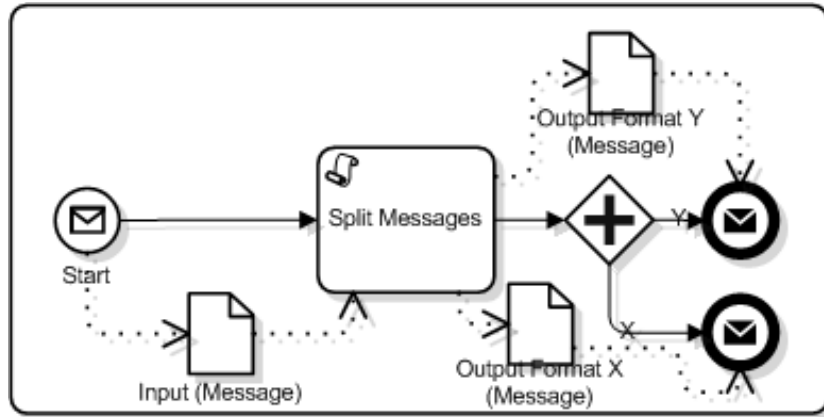 Output Format Y
(Message)
Split Messages
Y
Start
X
Output Format X
(Message)
Input (Message)